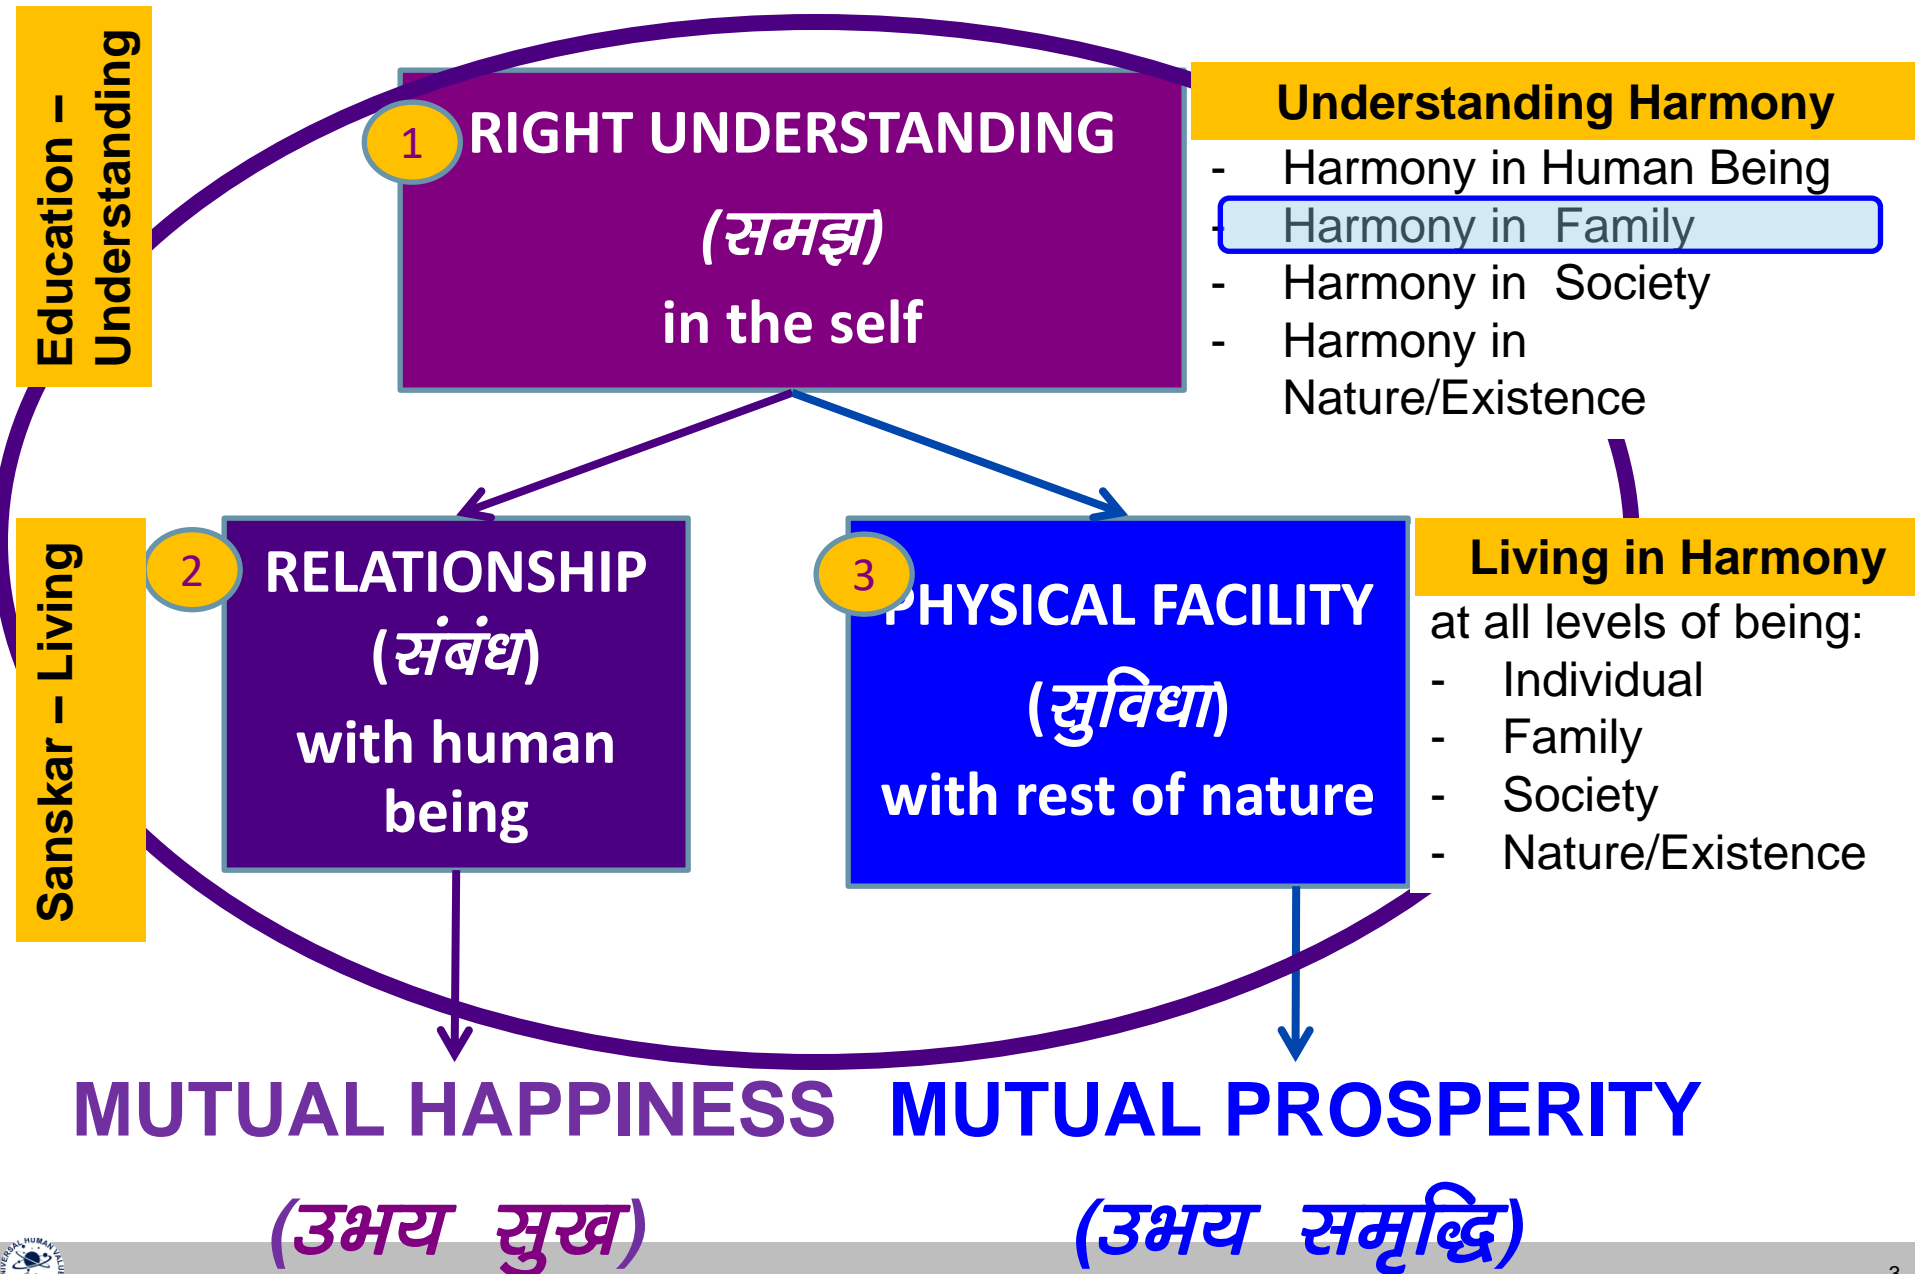 Education –
Understanding
1
RIGHT UNDERSTANDING
(समझ)
in the self
Understanding Harmony
- Harmony in Human Being
- Harmony in Family
- Harmony in Society
- Harmony in
Nature/Existence
Sanskar – Living
2
RELATIONSHIP
(संबंध)
with human
being
3
PHYSICAL FACILITY
(सुविधा)
with rest of nature
Living in Harmony
at all levels of being:
- Individual
- Family
- Society
- Nature/Existence
MUTUAL HAPPINESS
(उभय सुख)
MUTUAL PROSPERITY
(उभय समृद्धि)
HUMAN
3